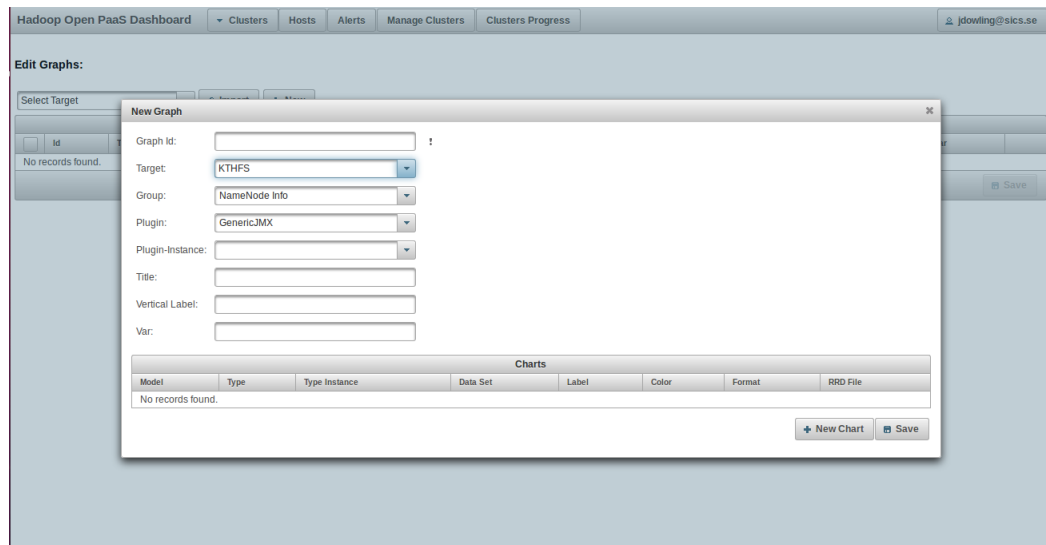 Hadoop Open PaaS Dashboard Clusters Hosts Alerts Manage Clusters Clusters Progress jdowling@sics.se
Edit Graphs:
Select Target
New Graph
Id
No records found.
Save
Graph Id: !
Target: KTHFS
Group: NameNode Info
Plugin: GenericJMX
Plugin-Instance:
Title:
Vertical Label:
Var:
Charts
Model Type Type Instance Data Set Label Color Format RRD File
No records found.
New Chart Save